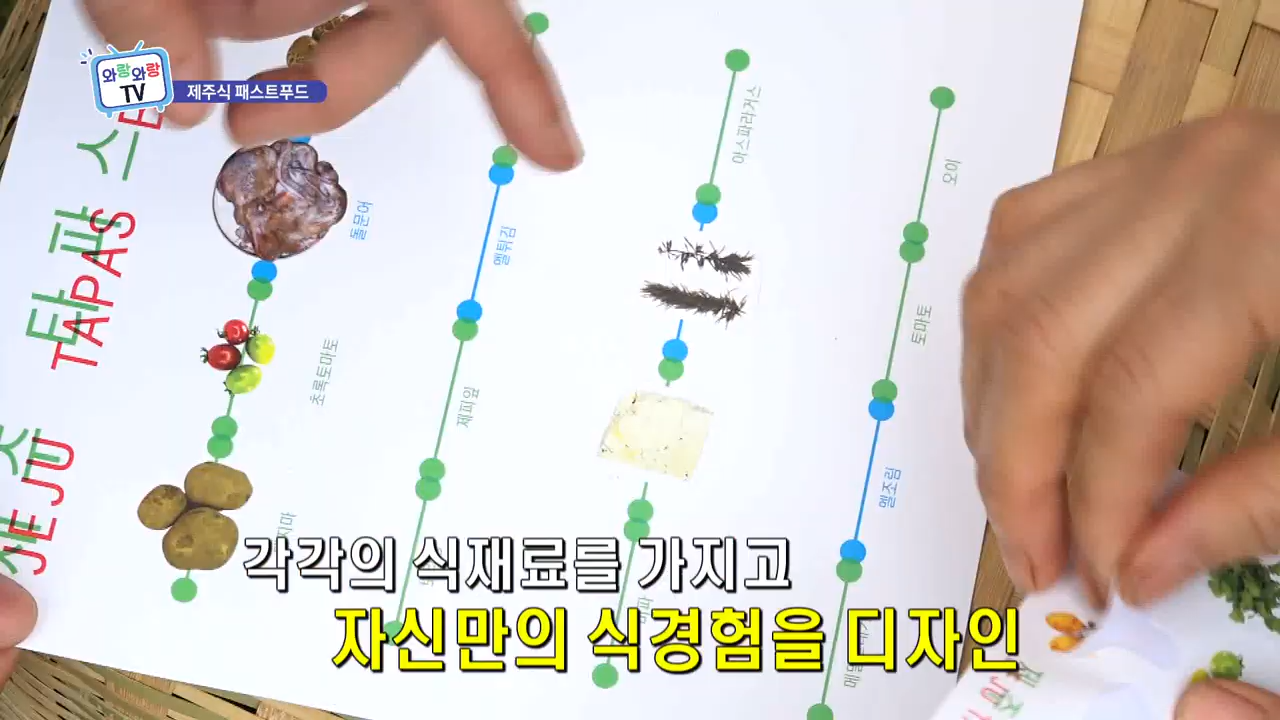 와랑와랑
TV
제주식 패스트푸드
제주 타파스
JEJU TAPAS
돌문어
초록토마토
멜튀김
제피잎
아스파라거스
오이
토마토
멜조림
각각의 식재료를 가지고
자신만의 식경험을 디자인